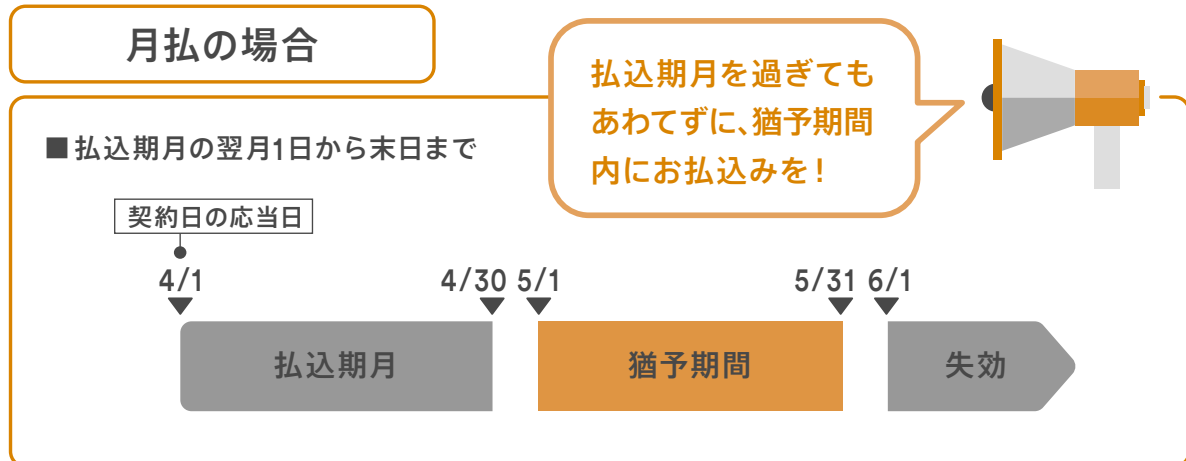 月払の場合
払込期月を過ぎても
あわてずに、猶予期間
内にお払込みを!
■払込期月の翌月1日から末日まで
契約日の応当日
4/1 4/30 5/1 5/31 6/1
払込期月 猶予期間 失効